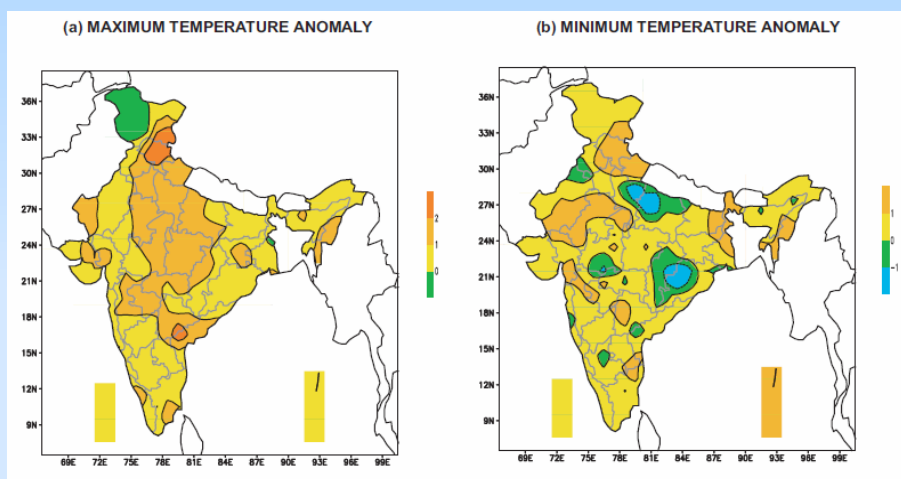 (a) MAXIMUM TEMPERATURE ANOMALY
(b) MINIMUM TEMPERATURE ANOMALY
36N
33N
30N
27N
24N
21N
18N
15N
12N
9N
69E 72E 75E 78E 81E 84E 87E 90E 93E 96E 99E
2
1
0
36N
33N
30N
27N
24N
21N
18N
15N
12N
9N
69E 72E 75E 78E 81E 84E 87E 90E 93E 96E 99E
1
0
-1